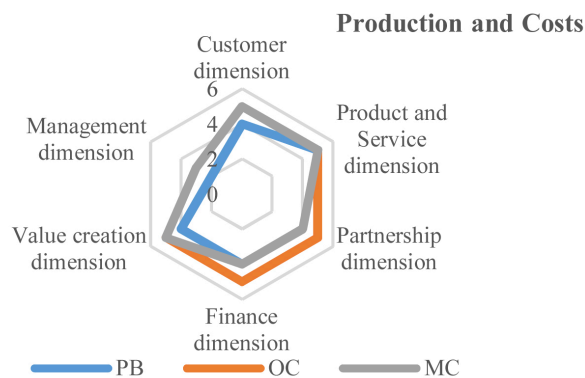 Production and Costs
Customer
dimension
6
4
2
0
Product and
Service
dimension
Partnership
dimension
Finance
dimension
Value creation
dimension
Management
dimension
PB
OC
MC